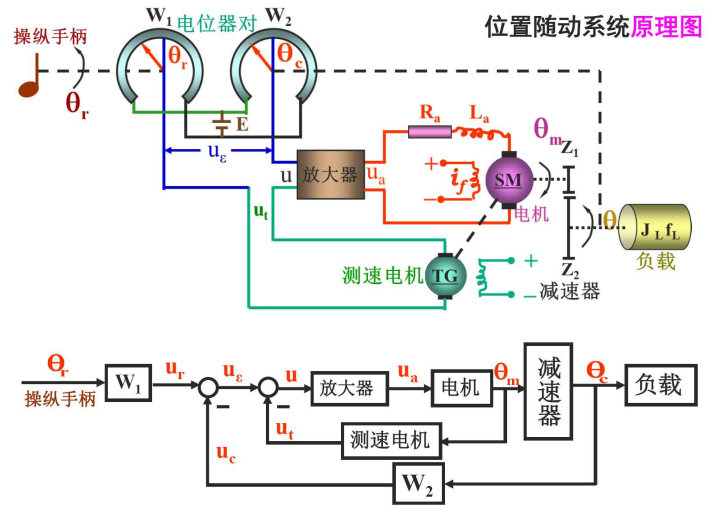 W1 电位器对 W2
位置随动系统原理图
操纵手柄
θr
θr
θc
E
uε
Ra La
θm
Z1
u
放大器
ua
+
if
−
SM
电机
θ
JL fL
负载
ut
测速电机
TG
+
−
Z2
减速器
θr
操纵手柄
W1
ur
uε
u
放大器
ua
电机
θm
减速器
θc
负载
−
−
ut
测速电机
uc
W2